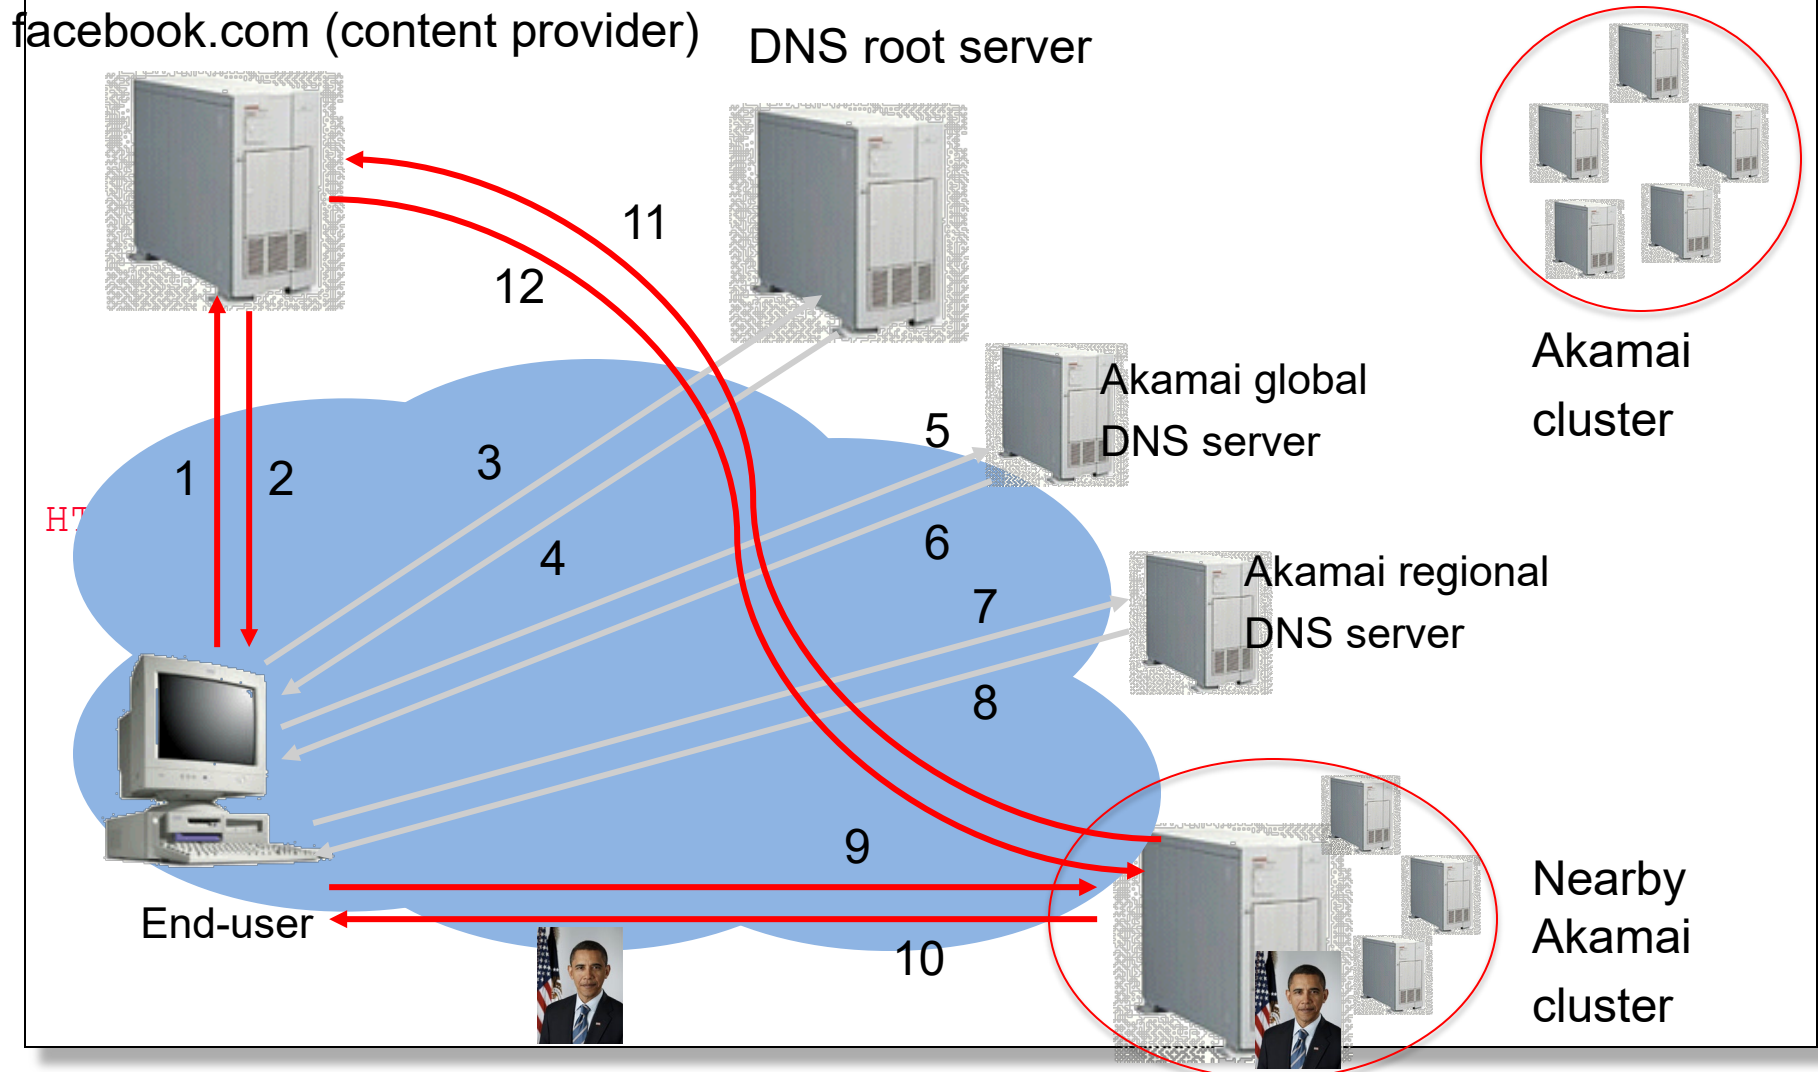 facebook.com (content provider)
DNS root server
11
12
Akamai
cluster
Akamai global
DNS server
5
3
1
2
HT
4
6
Akamai regional
DNS server
7
8
9
Nearby
Akamai
cluster
End-user
10